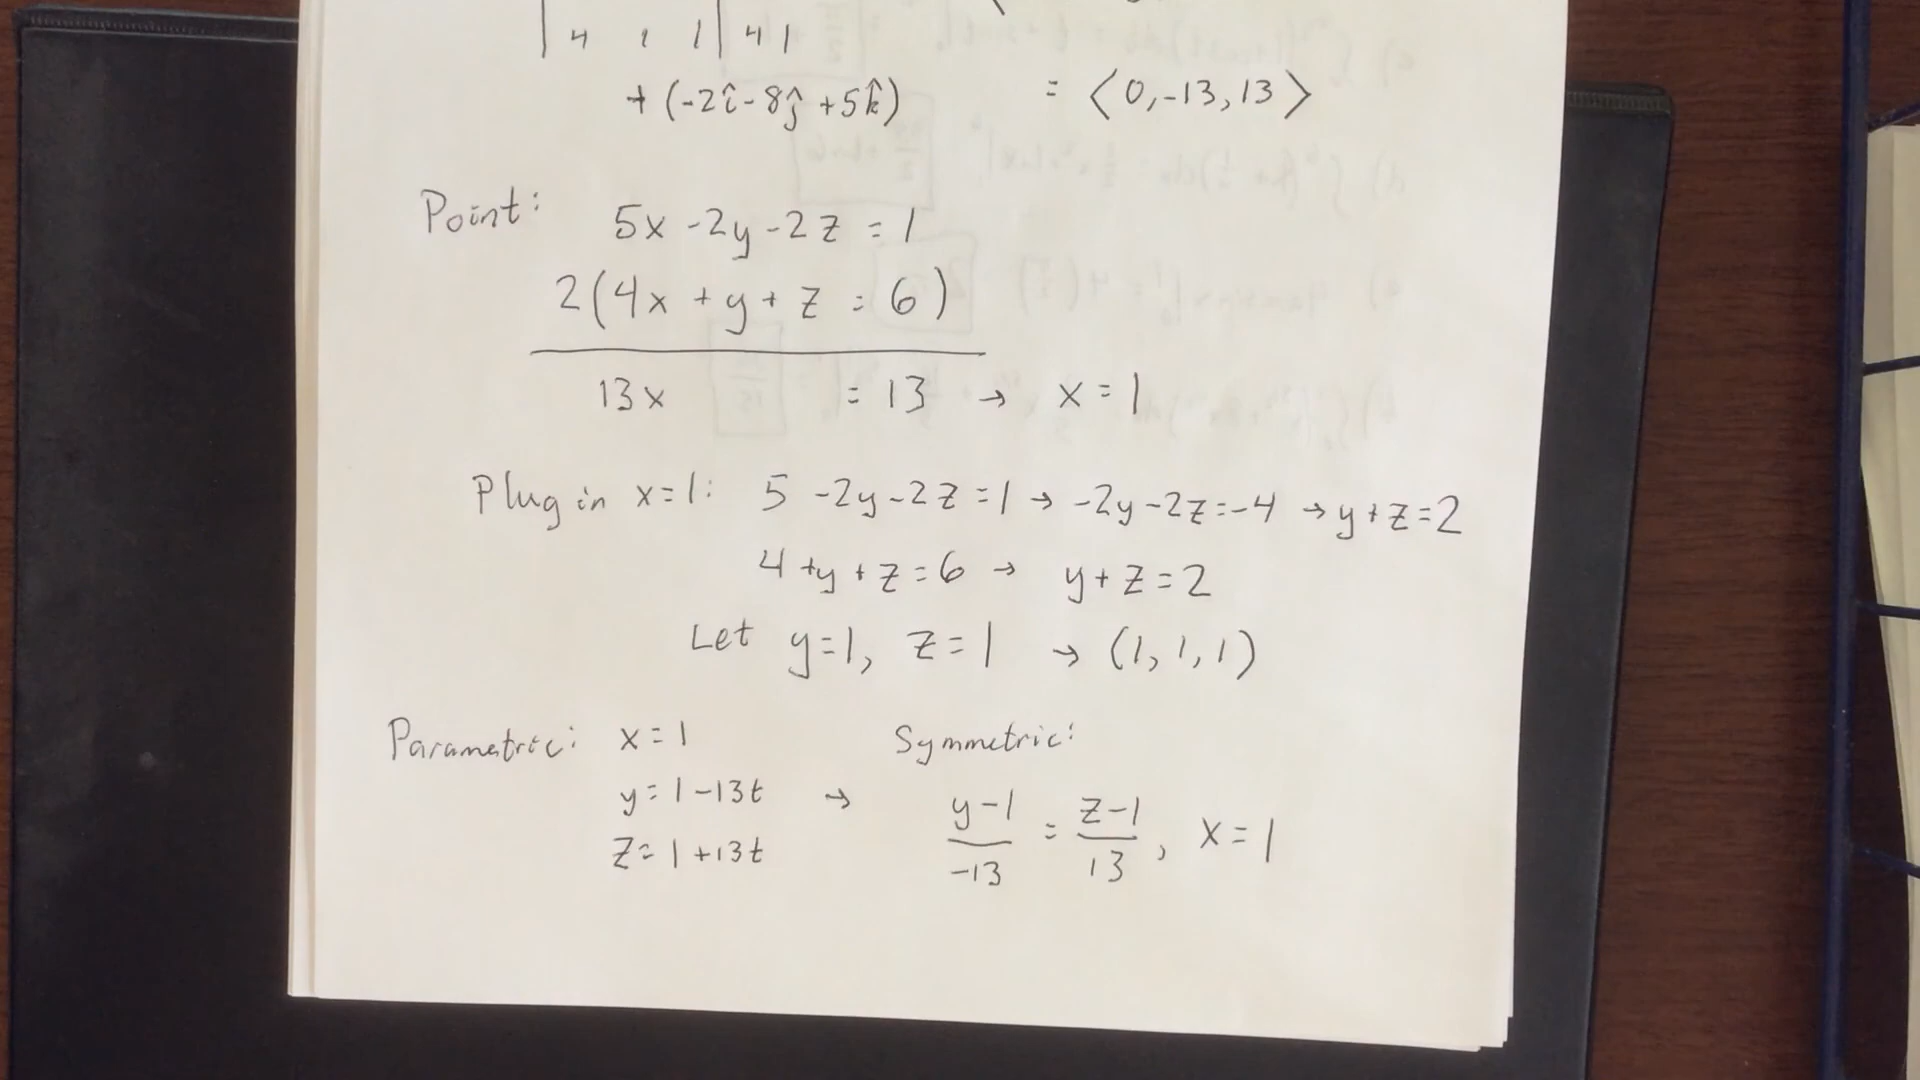 | 4 1 1 | 4 1
+ (-2î - 8ĵ + 5k̂) = ⟨0, -13, 13⟩
Point: 5x - 2y - 2z = 1
2(4x + y + z = 6)
13x = 13 → x = 1
Plug in x=1: 5 - 2y - 2z = 1 → -2y - 2z = -4 → y + z = 2
4 + y + z = 6 → y + z = 2
Let y=1, z=1 → (1, 1, 1)
Parametric: x = 1 Symmetric:
y = 1 - 13t → (y-1)/-13 = (z-1)/13, x = 1
z = 1 + 13t